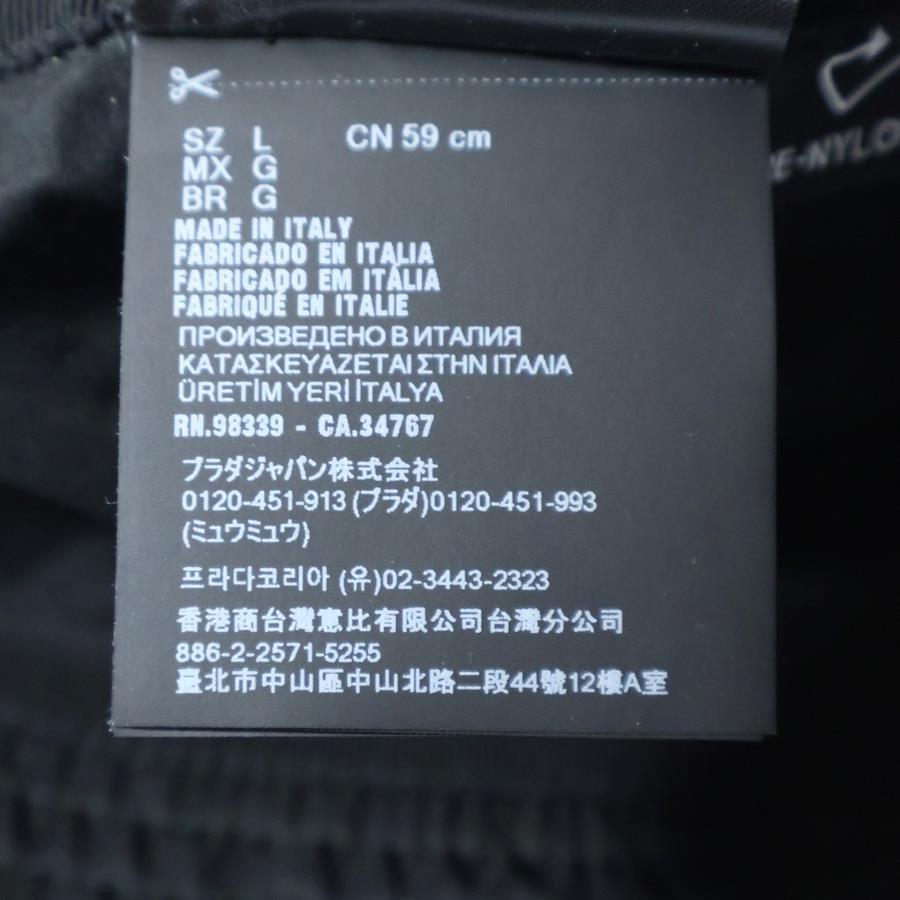 SZ L CN 59 cm
MX G
BR G
MADE IN ITALY
FABRICADO EN ITALIA
FABRICADO EM ITÀLIA
FABRIQUÉ EN ITALIE
ПРОИЗВЕДЕНО В ИТАЛИЯ
ΚΑΤΑΣΚΕΥΑΖΕΤΑΙ ΣΤΗΝ ΙΤΑΛΙΑ
ÜRETİM YERİ İTALYA
RN.98339 - CA.34767
プラダジャパン株式会社
0120-451-913 (プラダ)0120-451-993
(ミュウミュウ)
프라다코리아 (유)02-3443-2323
香港商台灣意比有限公司台灣分公司
886-2-2571-5255
臺北市中山區中山北路二段44號12樓A室